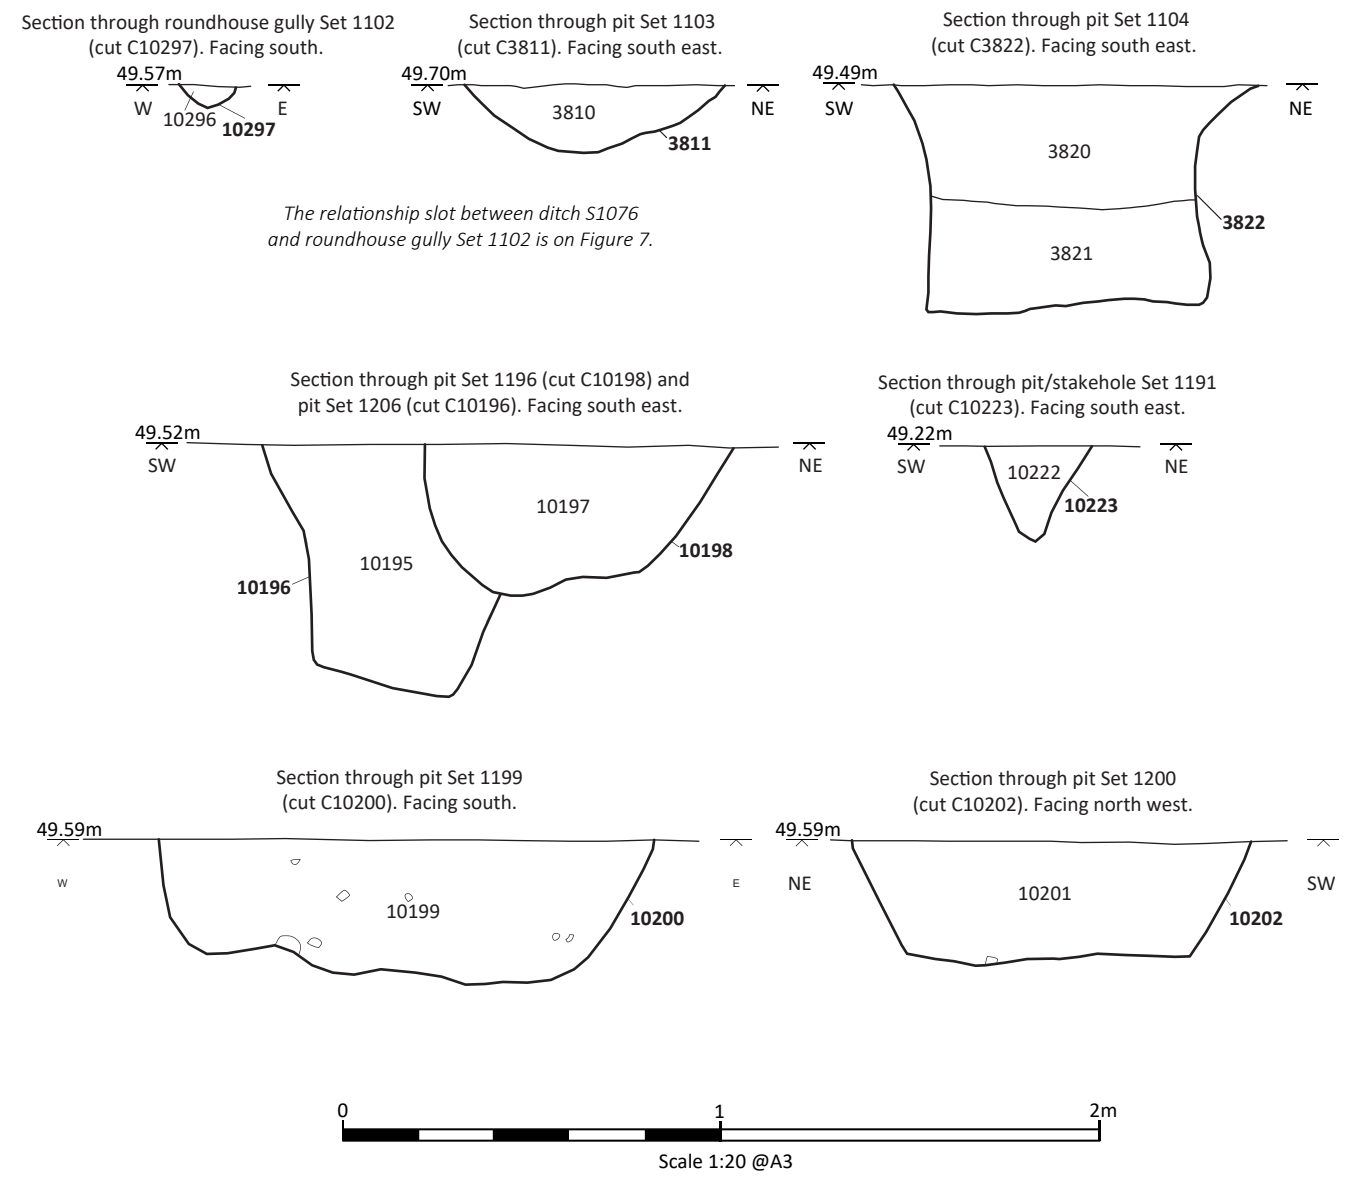 Section through roundhouse gully Set 1102
(cut C10297). Facing south.
49.57m
W
E
10296
10297
Section through pit Set 1103
(cut C3811). Facing south east.
49.70m
SW
NE
3810
3811
Section through pit Set 1104
(cut C3822). Facing south east.
49.49m
SW
NE
3820
3822
3821
The relationship slot between ditch S1076
and roundhouse gully Set 1102 is on Figure 7.
Section through pit Set 1196 (cut C10198) and
pit Set 1206 (cut C10196). Facing south east.
49.52m
SW
NE
10197
10195
10198
10196
Section through pit/stakehole Set 1191
(cut C10223). Facing south east.
49.22m
SW
NE
10222
10223
Section through pit Set 1199
(cut C10200). Facing south.
49.59m
W
E
10199
10200
Section through pit Set 1200
(cut C10202). Facing north west.
49.59m
NE
SW
10201
10202
0 1 2m
Scale 1:20 @A3